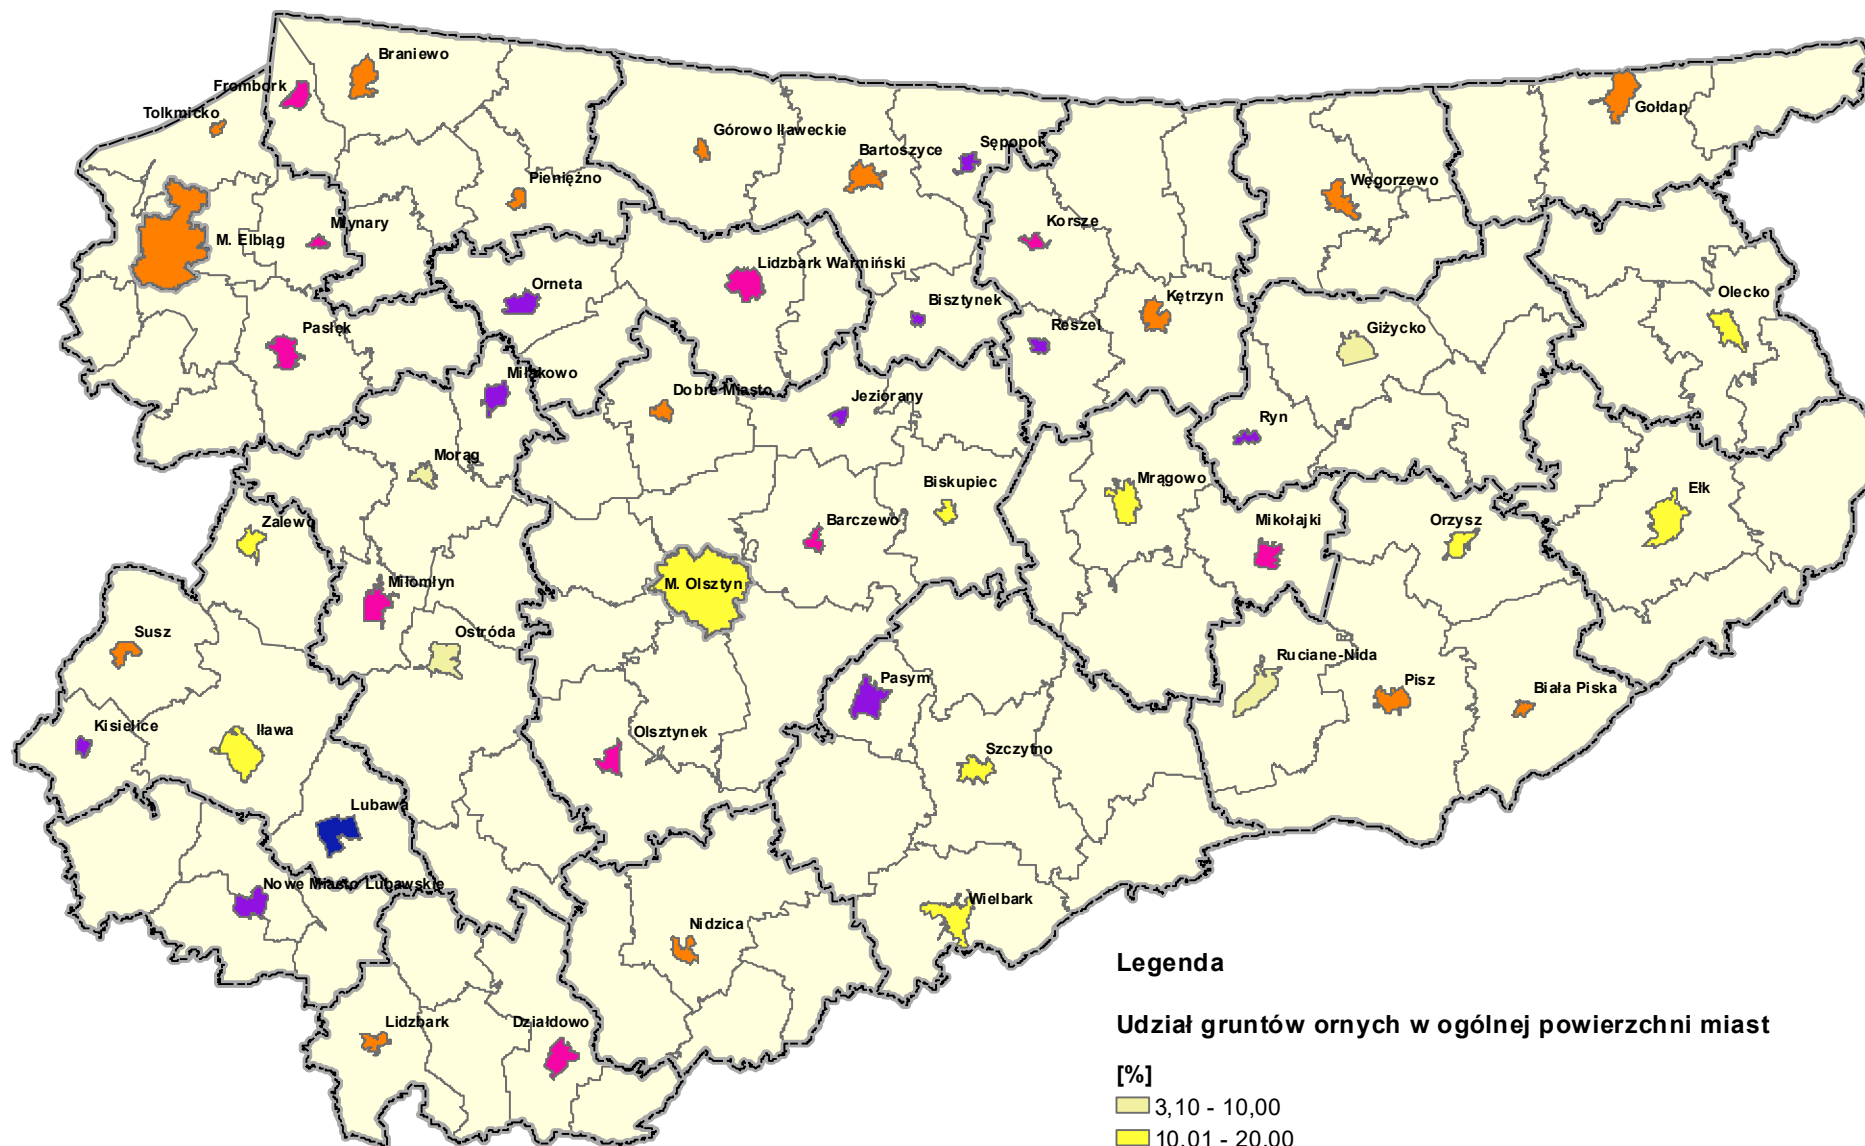 Braniewo
Frombork
Tolkmicko
Gołdap
Górowo Iławeckie
Bartoszyce
Sępopol
Pieniężno
Węgorzewo
Młynary
M. Elbląg
Korsze
Lidzbark Warmiński
Orneta
Bisztynek
Kętrzyn
Olecko
Pasłęk
Reszel
Giżycko
Miłakowo
Dobre Miasto
Jeziorany
Ryn
Morąg
Biskupiec
Mrągowo
Ełk
Zalewo
Barczewo
Mikołajki
Orzysz
Miłomłyn
M. Olsztyn
Susz
Ostróda
Ruciane-Nida
Pasym
Pisz
Biała Piska
Kisielice
Iława
Olsztynek
Szczytno
Lubawa
Nowe Miasto Lubawskie
Wielbark
Nidzica
Lidzbark
Działdowo
Legenda
Udział gruntów ornych w ogólnej powierzchni miast
[%]
3,10 - 10,00
10,01 - 20,00